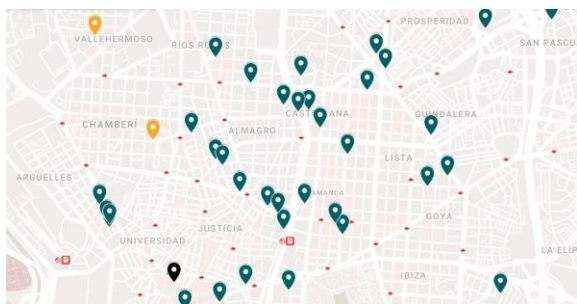 PROSPERIDAD
VALLEHERMOSO
RÍOS ROSAS
SAN PASCU
CASTELLANA
GUINDALERA
CHAMBERÍ
ALMAGRO
LISTA
ARGÜELLES
AMANCA
GOYA
JUSTICIA
UNIVERSIDAD
LA ELIP
IBIZA